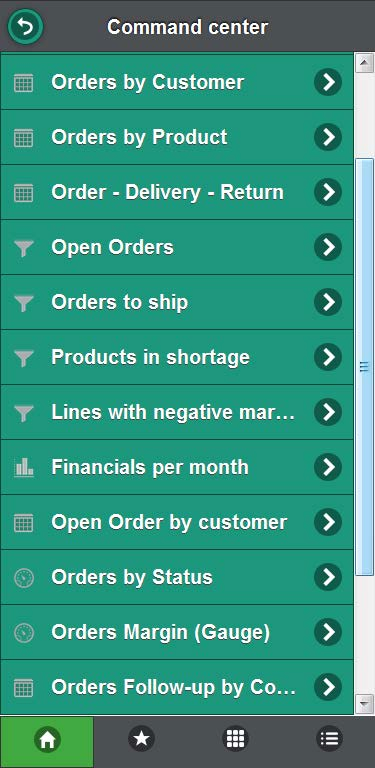 Command center
Orders by Customer
Orders by Product
Order - Delivery - Return
Open Orders
Orders to ship
Products in shortage
Lines with negative mar...
Financials per month
Open Order by customer
Orders by Status
Orders Margin (Gauge)
Orders Follow-up by Co...